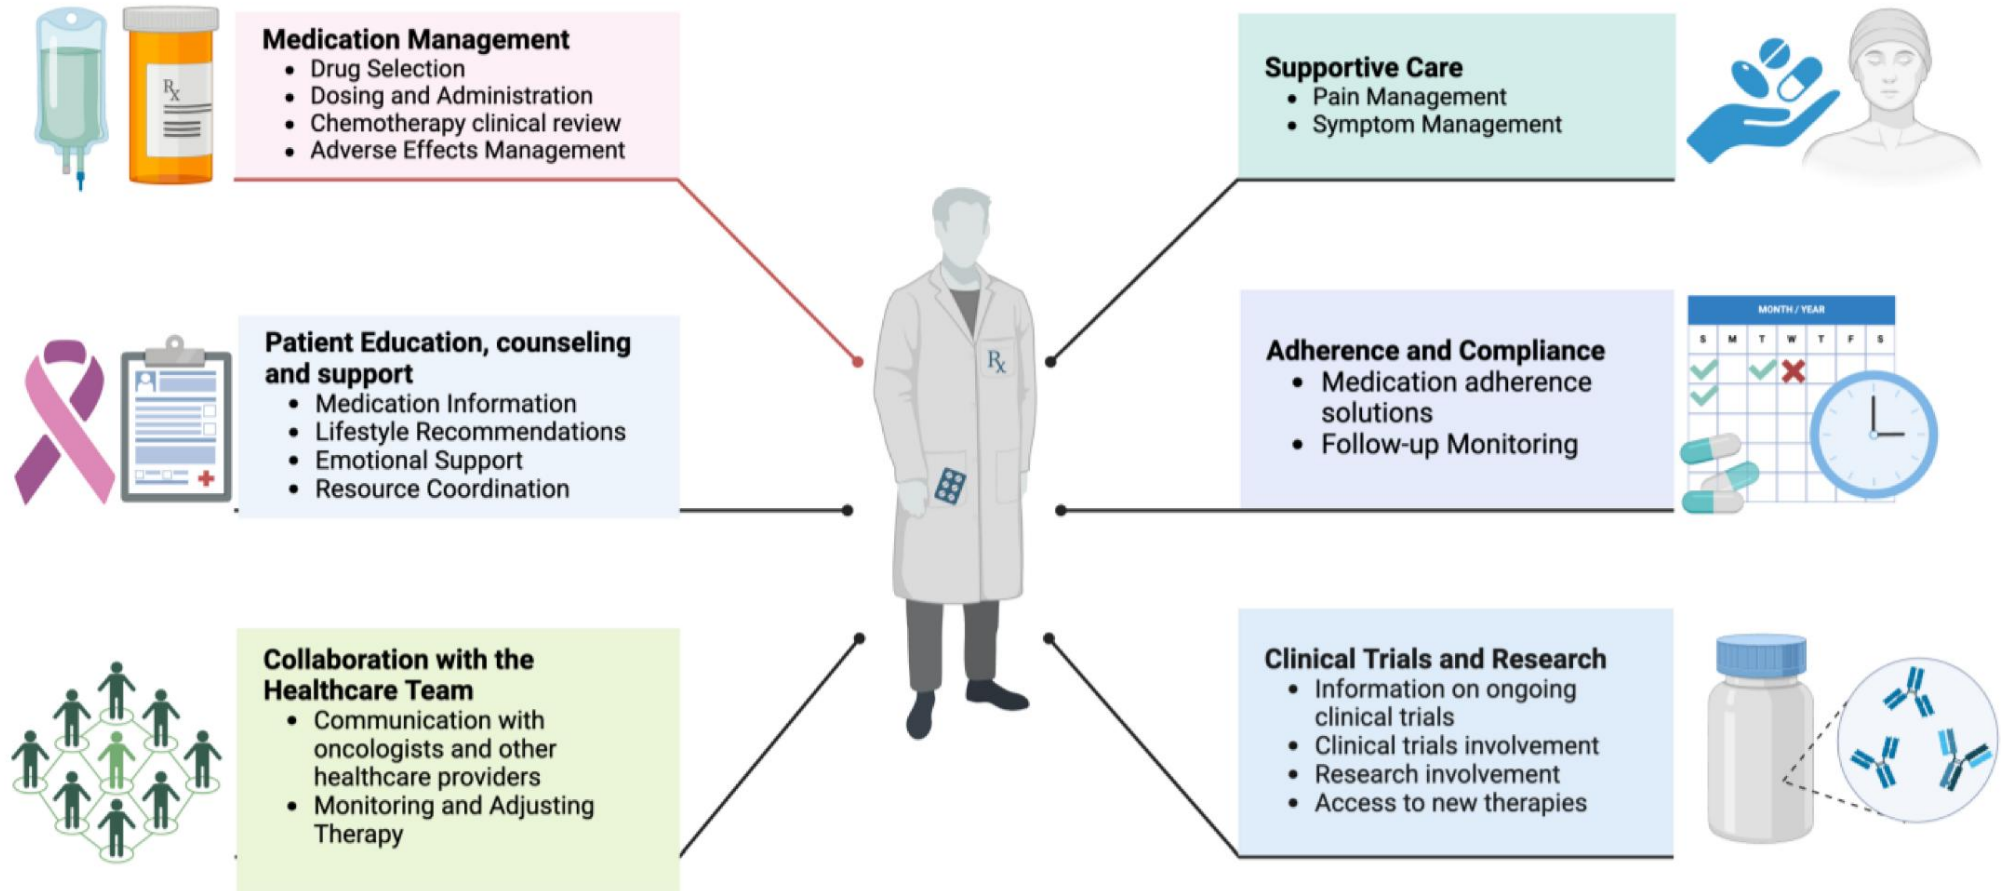 Medication Management
• Drug Selection
• Dosing and Administration
• Chemotherapy clinical review
• Adverse Effects Management
Rx
Patient Education, counseling
and support
• Medication Information
• Lifestyle Recommendations
• Emotional Support
• Resource Coordination
Collaboration with the
Healthcare Team
• Communication with
oncologists and other
healthcare providers
• Monitoring and Adjusting
Therapy
Rx
Supportive Care
• Pain Management
• Symptom Management
Adherence and Compliance
• Medication adherence
solutions
• Follow-up Monitoring
MONTH / YEAR
S M T W T F S
Clinical Trials and Research
• Information on ongoing
clinical trials
• Clinical trials involvement
• Research involvement
• Access to new therapies